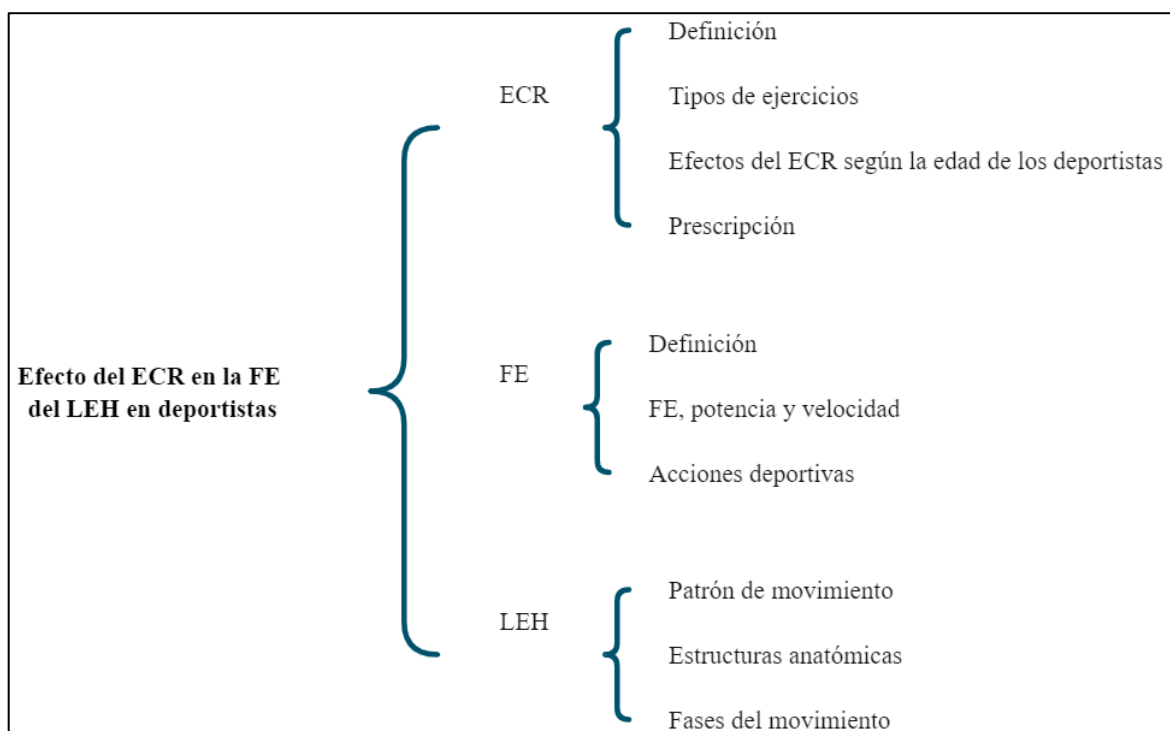 Efecto del ECR en la FE
del LEH en deportistas
ECR
Definición
Tipos de ejercicios
Efectos del ECR según la edad de los deportistas
Prescripción
FE
Definición
FE, potencia y velocidad
Acciones deportivas
LEH
Patrón de movimiento
Estructuras anatómicas
Fases del movimiento